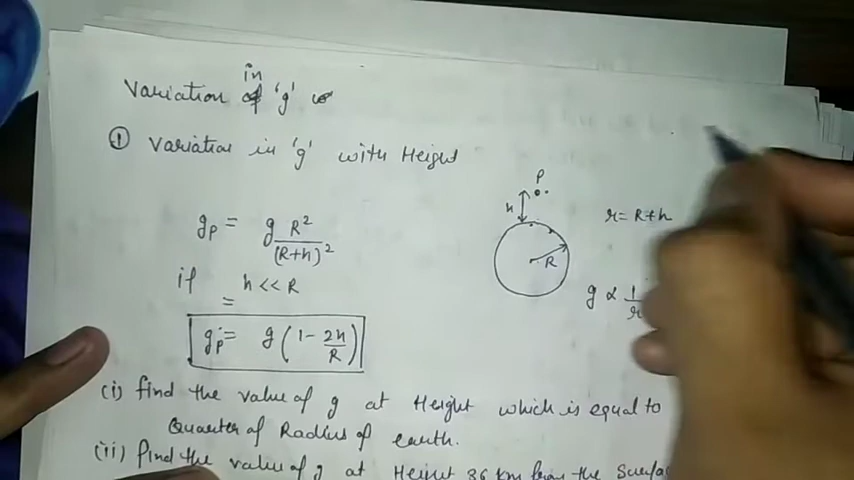 Variation in 'g'
① Variation in 'g' with Height
P
h
R
r = R+h
g ∝ 1/r
gp = g R²/(R+h)²
if h << R
gp = g(1 - 2h/R)
(i) find the value of g at Height which is equal to
Quarter of Radius of earth.
(ii) find the value of g at Height 36 km from the